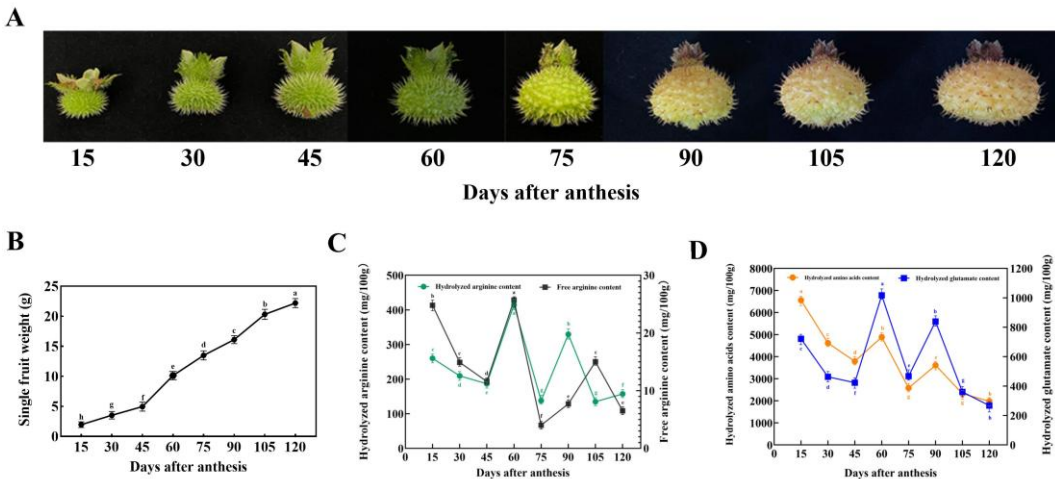 A
15 30 45 60 75 90 105 120
Days after anthesis
B
Single fruit weight (g)
25
20
15
10
5
0
h g f e d c b a
15 30 45 60 75 90 105 120
Days after anthesis
C
Hydrolyzed arginine content (mg/100g)
500
400
300
200
100
0
Hydrolyzed arginine content
Free arginine content
30
20
10
0
Free arginine content (mg/100g)
0 15 30 45 60 75 90 105 120
Days after anthesis
D
Hydrolyzed amino acids content (mg/100g)
8000
7000
6000
5000
4000
3000
2000
1000
0
Hydrolyzed amino acids content
Hydrolyzed glutamate content
1200
1000
800
600
400
200
0
Hydrolyzed glutamate content (mg/100g)
0 15 30 45 60 75 90 105 120
Days after anthesis